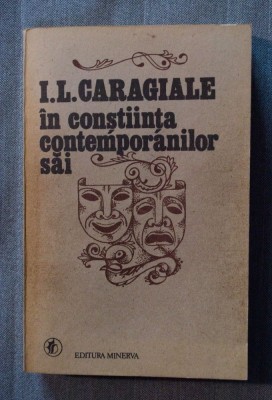 I.L. CARAGIALE
în conștiința
contemporanilor
săi
EDITURA MINERVA